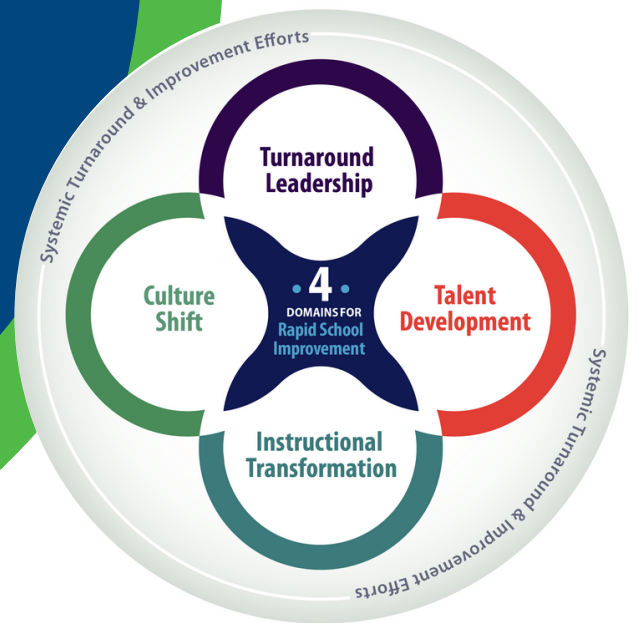 Systemic Turnaround & Improvement Efforts
Turnaround
Leadership
Culture
Shift
• 4 •
DOMAINS FOR
Rapid School
Improvement
Talent
Development
Instructional
Transformation
Systemic Turnaround & Improvement Efforts